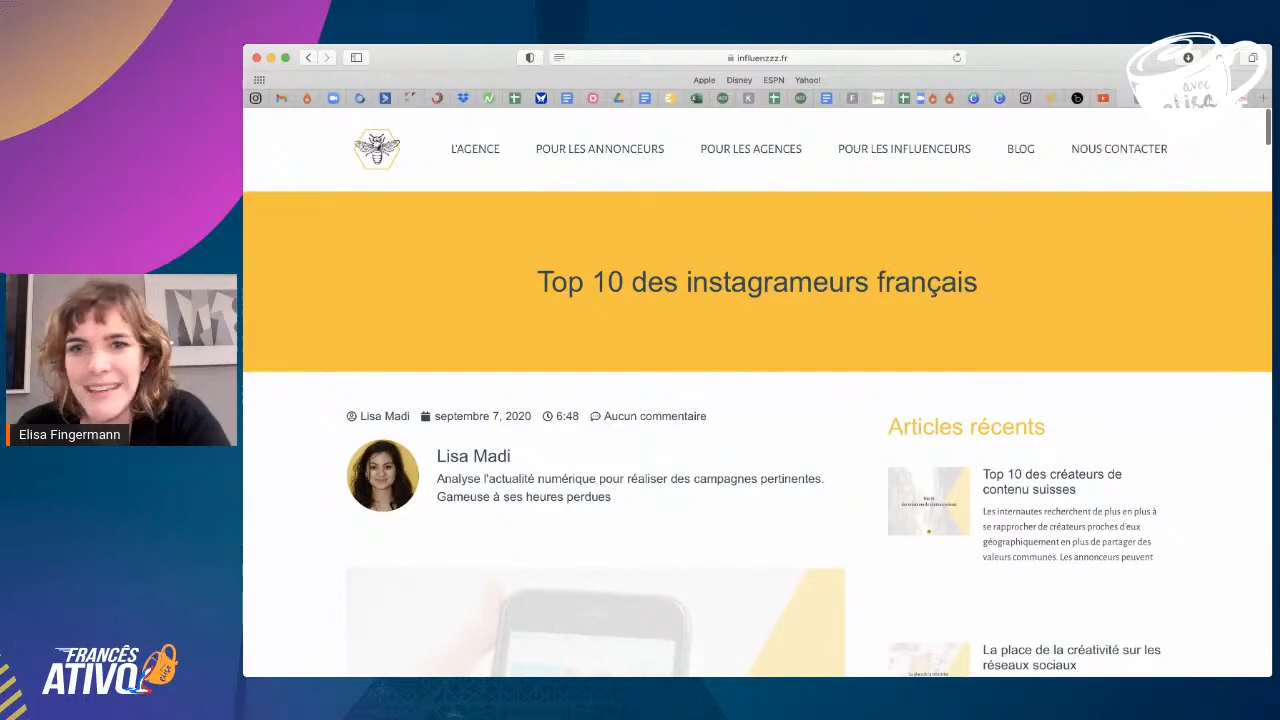 influenzzz.fr
Apple Disney ESPN Yahoo!
avec
elisa
L'AGENCE POUR LES ANNONCEURS POUR LES AGENCES POUR LES INFLUENCEURS BLOG NOUS CONTACTER
Top 10 des instagrameurs français
Lisa Madi septembre 7, 2020 6:48 Aucun commentaire
Lisa Madi
Analyse l'actualité numérique pour réaliser des campagnes pertinentes.
Gameuse à ses heures perdues
Articles récents
Top 10 des créateurs de
contenu suisses
Les internautes recherchent de plus en plus à
se rapprocher de créateurs proches d'eux
géographiquement en plus de partager des
valeurs communes. Les annonceurs peuvent
La place de la créativité sur les
réseaux sociaux
Elisa Fingermann
FRANCÊS
ATIVO